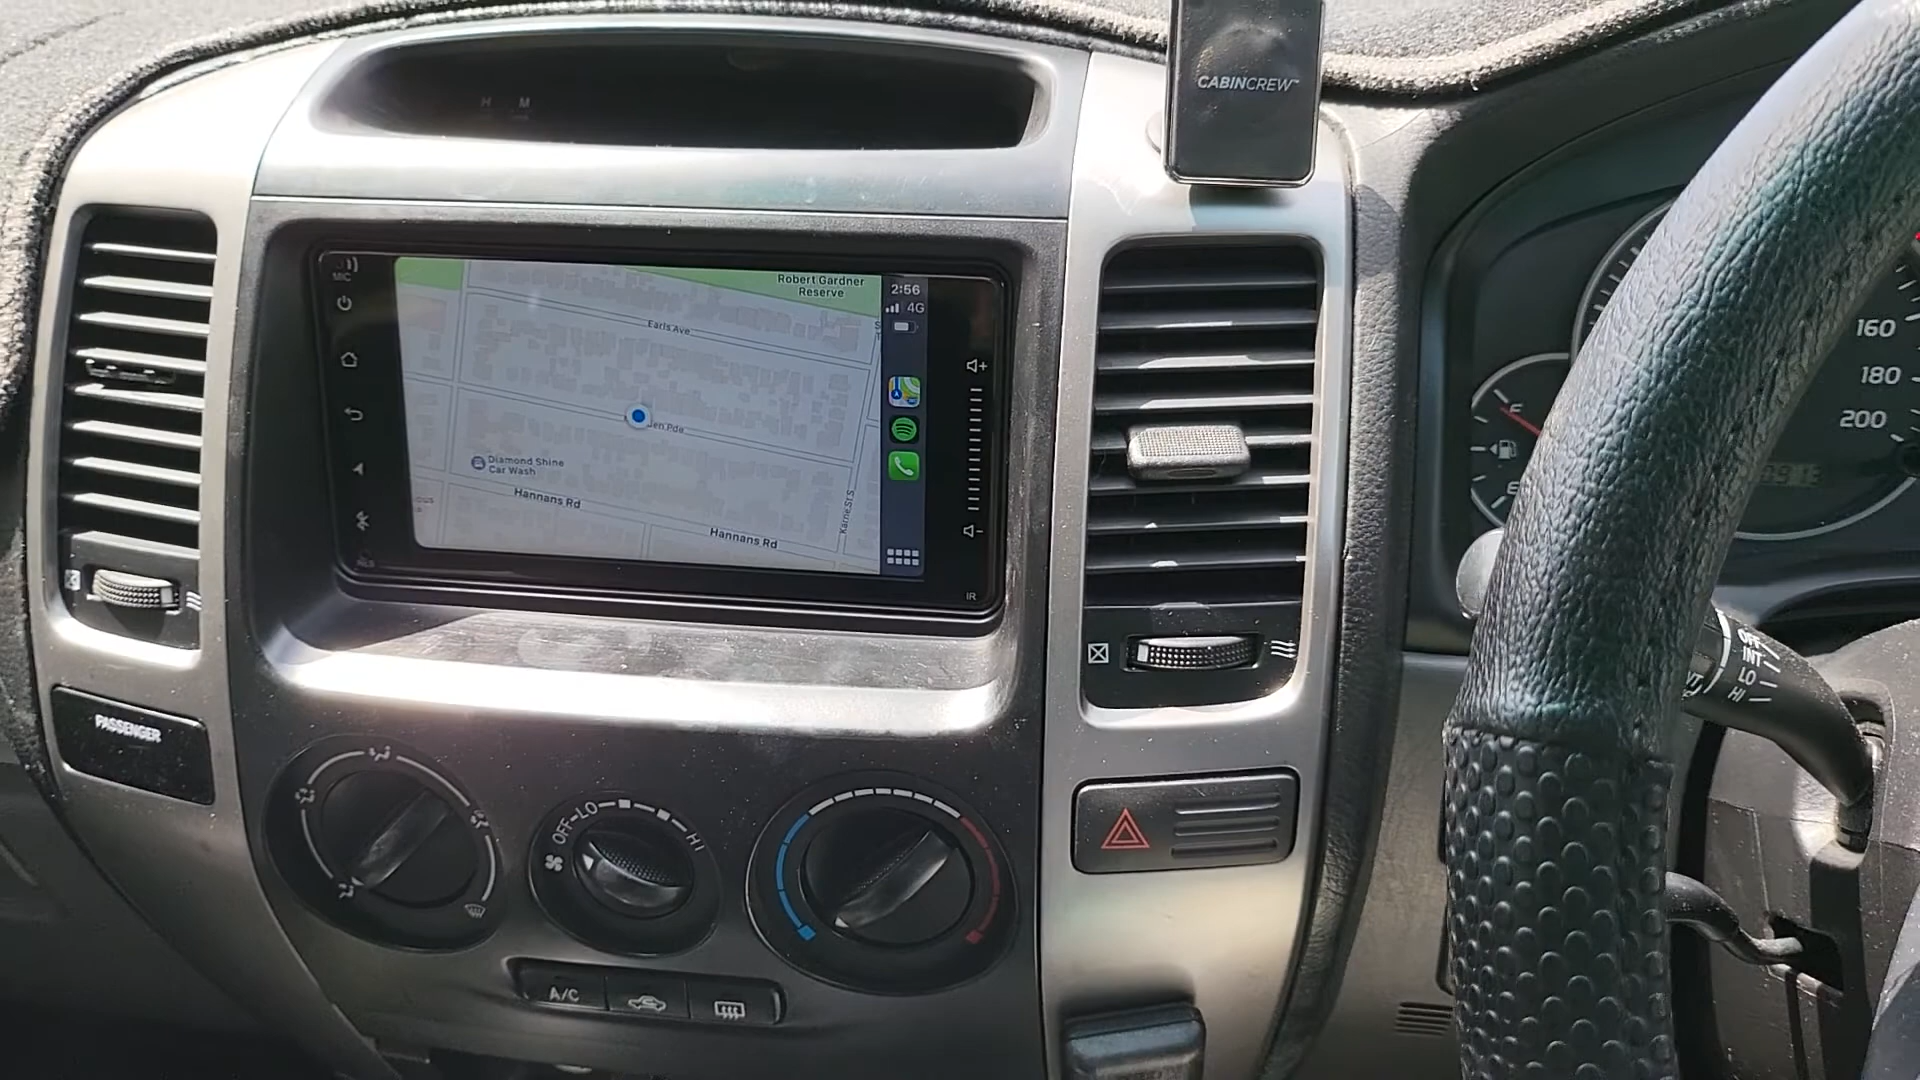 H M
CABINCREW™
MIC
Robert Gardner
Reserve
2:56
4G
Earls Ave
Diamond Shine
Car Wash
Hannans Rd
Hannans Rd
IR
160
180
200
F
OFF
INT
LO
HI
PASSENGER
OFF LO HI
A/C